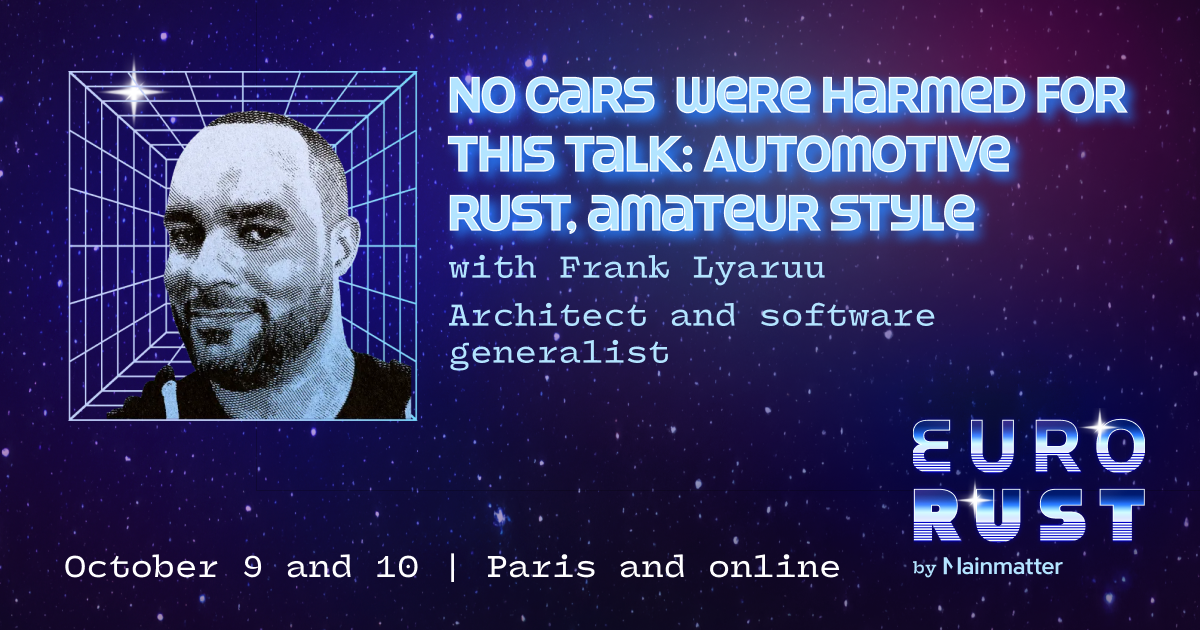 No Cars were Harmed for
this Talk: Automotive
Rust, Amateur Style
with Frank Lyaruu
Architect and software
generalist
EURO
RUST
by Mainmatter
October 9 and 10 | Paris and online